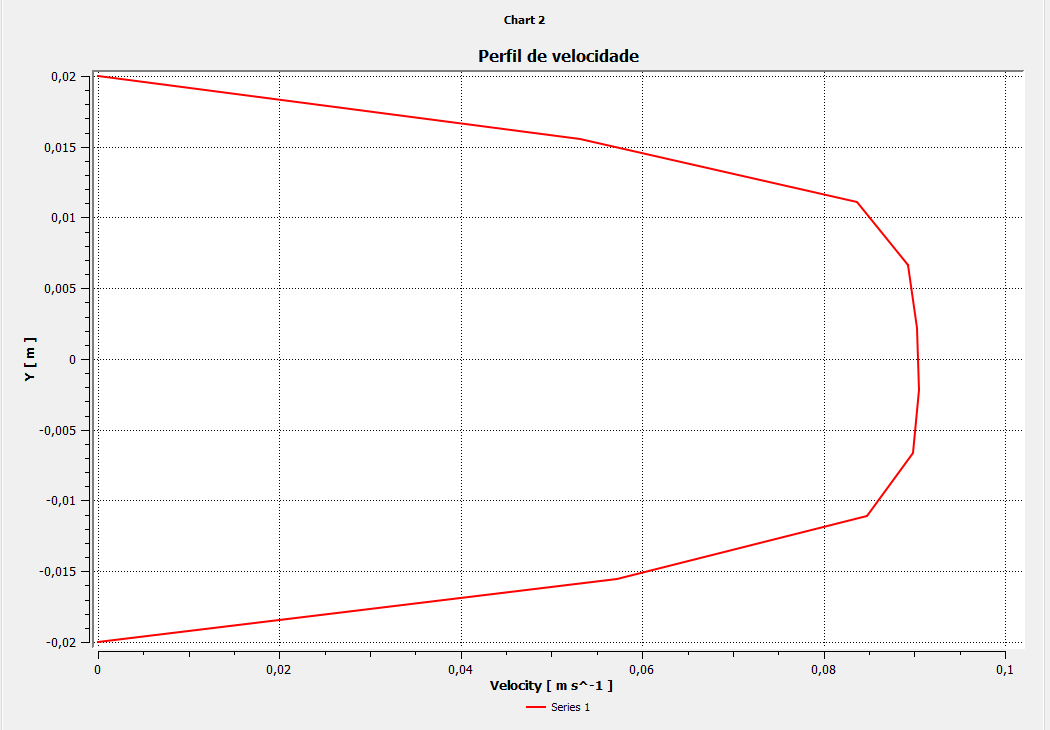 Chart 2
Perfil de velocidade
0,02
0,015
0,01
0,005
0
-0,005
-0,01
-0,015
-0,02
Y [ m ]
0 0,02 0,04 0,06 0,08 0,1
Velocity [ m s^-1 ]
Series 1